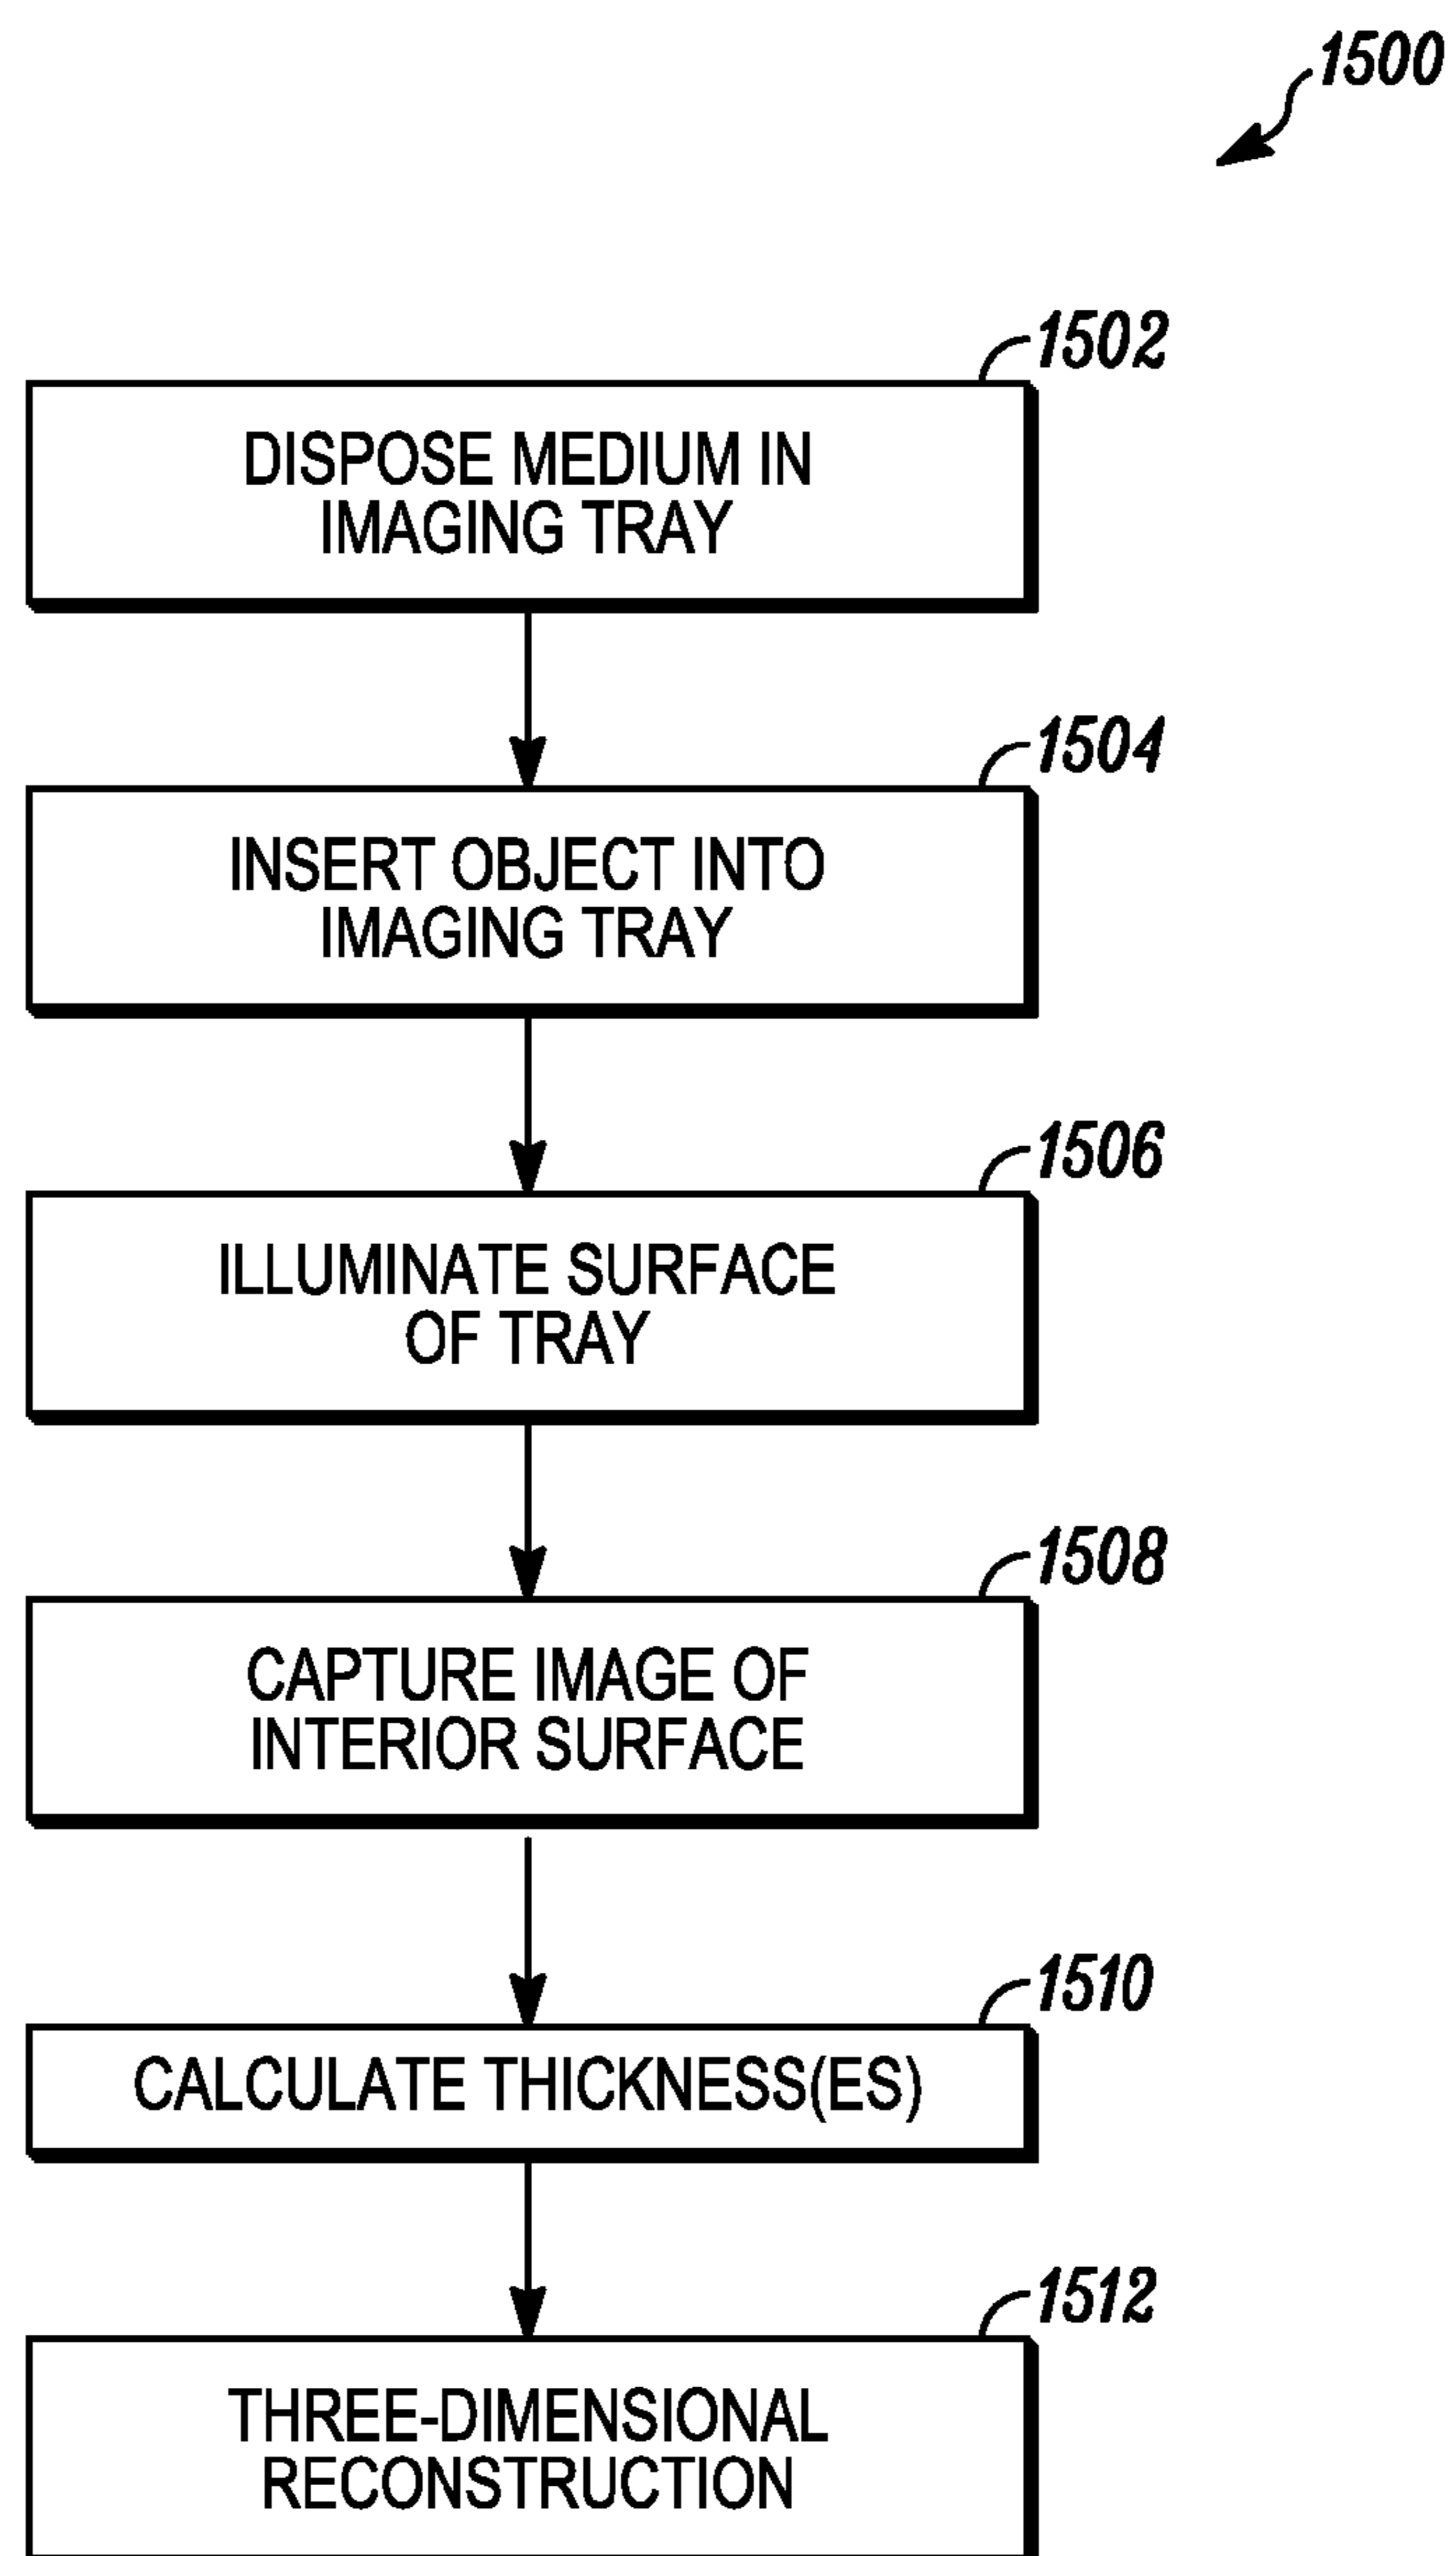 1500
1502
DISPOSE MEDIUM IN
IMAGING TRAY
1504
INSERT OBJECT INTO
IMAGING TRAY
1506
ILLUMINATE SURFACE
OF TRAY
1508
CAPTURE IMAGE OF
INTERIOR SURFACE
1510
CALCULATE THICKNESS(ES)
1512
THREE-DIMENSIONAL
RECONSTRUCTION